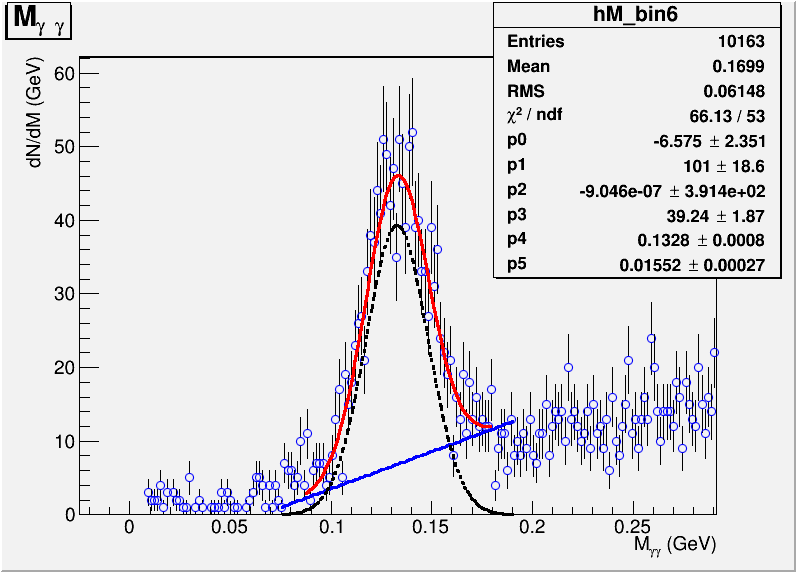 Mγ γ
hM_bin6
Entries 10163
Mean 0.1699
RMS 0.06148
χ² / ndf 66.13 / 53
p0 -6.575 ± 2.351
p1 101 ± 18.6
p2 -9.046e-07 ± 3.914e+02
p3 39.24 ± 1.87
p4 0.1328 ± 0.0008
p5 0.01552 ± 0.00027
dN/dM (GeV)
60
50
40
30
20
10
0
0 0.05 0.1 0.15 0.2 0.25
Mγγ (GeV)